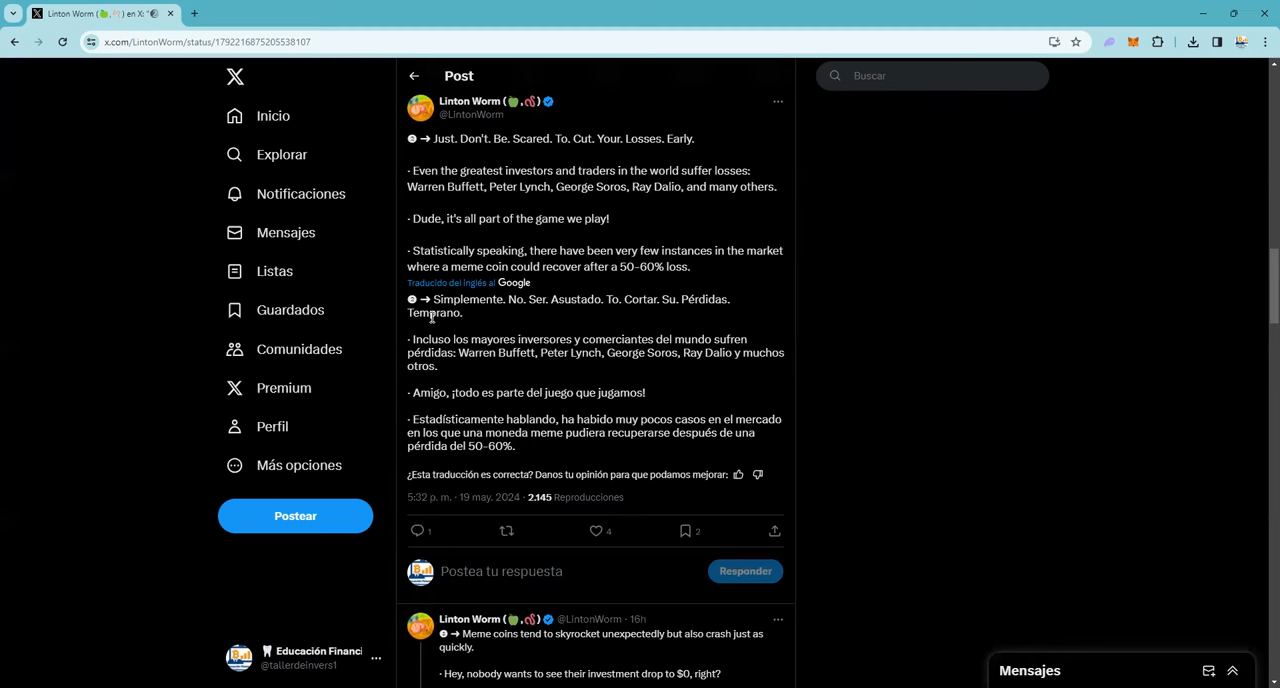 Linton Worm (🍏,🪱) en X: "❺
x.com/LintonWorm/status/1792216875205538107
Post
Buscar
Linton Worm (🍏,🪱)
@LintonWorm
Inicio
Explorar
Notificaciones
Mensajes
Listas
Guardados
Comunidades
Premium
Perfil
Más opciones
Postear
❺ → Just. Don't. Be. Scared. To. Cut. Your. Losses. Early.
· Even the greatest investors and traders in the world suffer losses:
Warren Buffett, Peter Lynch, George Soros, Ray Dalio, and many others.
· Dude, it's all part of the game we play!
· Statistically speaking, there have been very few instances in the market
where a meme coin could recover after a 50-60% loss.
Traducido del inglés al Google
❺ → Simplemente. No. Ser. Asustado. To. Cortar. Su. Pérdidas.
Temprano.
· Incluso los mayores inversores y comerciantes del mundo sufren
pérdidas: Warren Buffett, Peter Lynch, George Soros, Ray Dalio y muchos
otros.
· Amigo, ¡todo es parte del juego que jugamos!
· Estadísticamente hablando, ha habido muy pocos casos en el mercado
en los que una moneda meme pudiera recuperarse después de una
pérdida del 50-60%.
¿Esta traducción es correcta? Danos tu opinión para que podamos mejorar:
5:32 p. m. · 19 may. 2024 · 2.145 Reproducciones
1
4
2
Postea tu respuesta
Responder
Linton Worm (🍏,🪱) @LintonWorm · 16h
→ Meme coins tend to skyrocket unexpectedly but also crash just as
quickly.
· Hey, nobody wants to see their investment drop to $0, right?
🦷 Educación Financi
@tallerdeinvers1
Mensajes